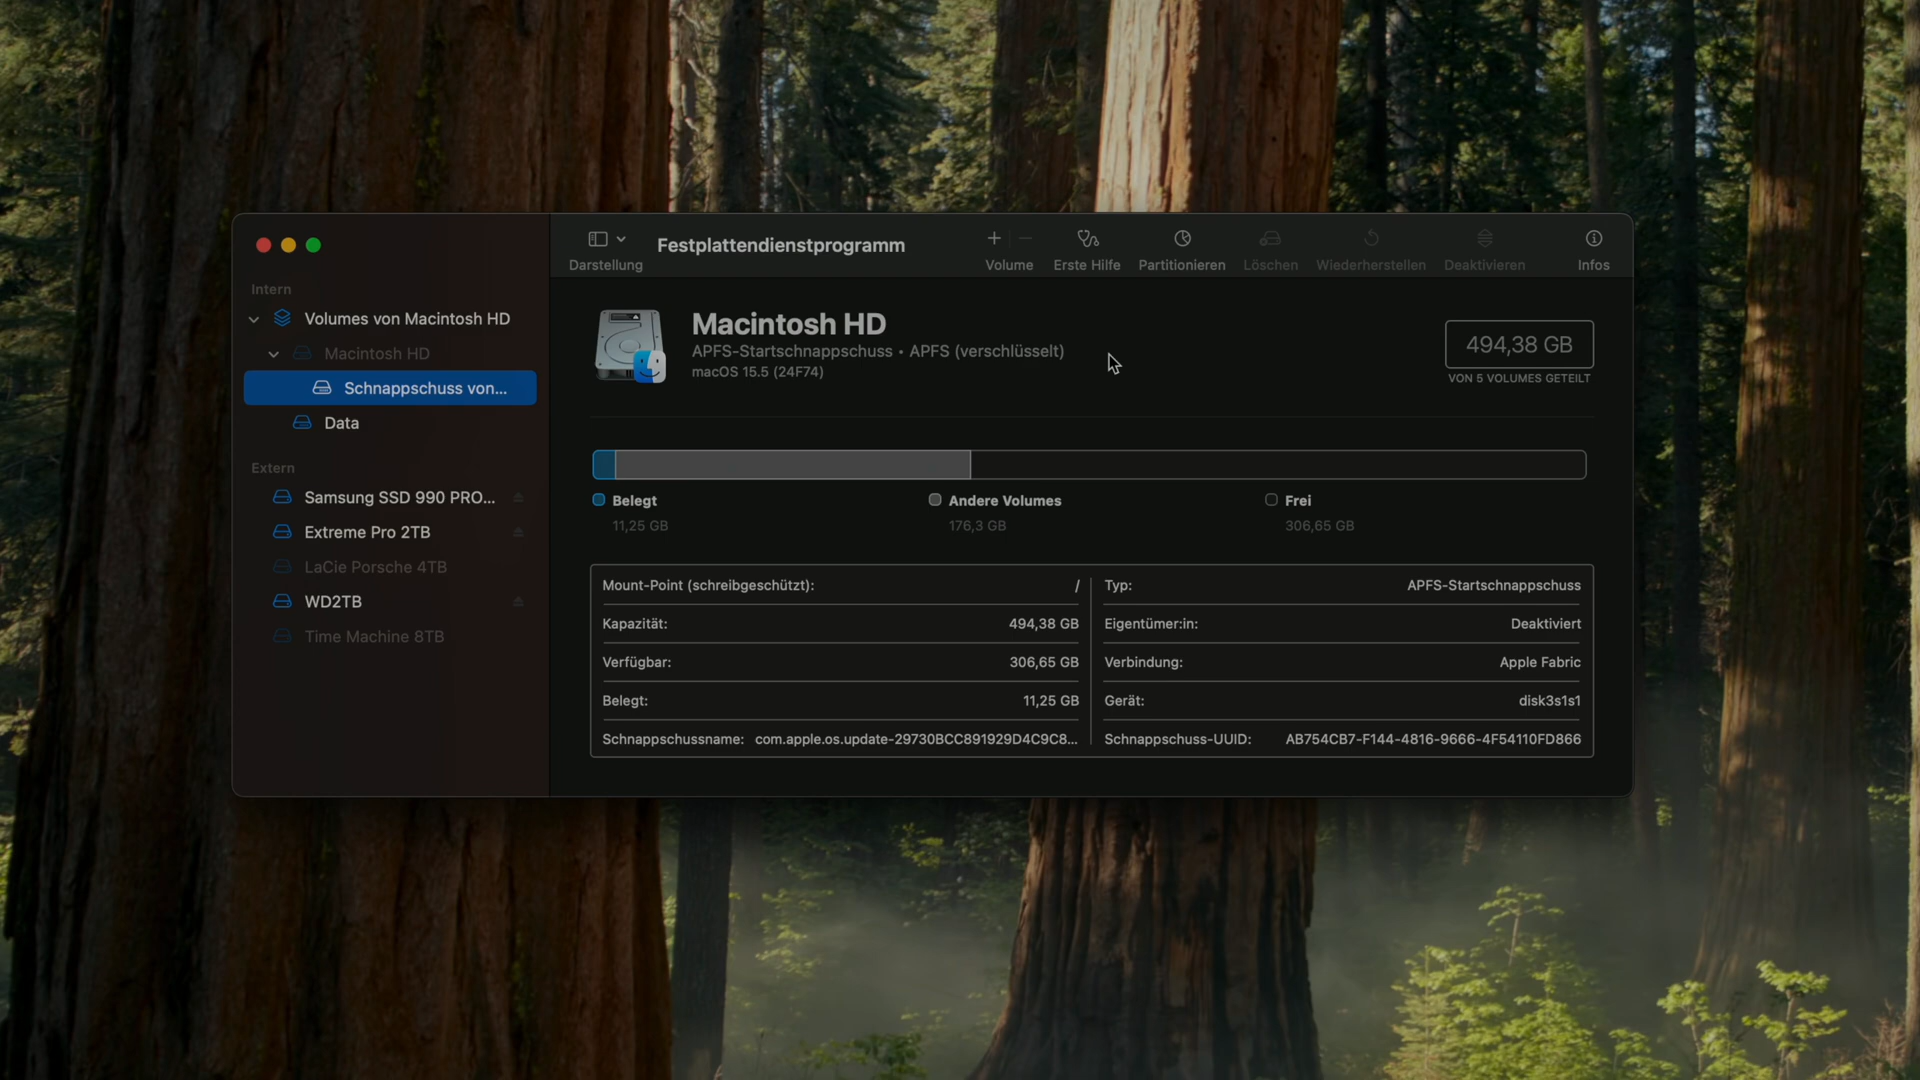 Intern
Volumes von Macintosh HD
Macintosh HD
Schnappschuss von...
Data
Extern
Samsung SSD 990 PRO...
Extreme Pro 2TB
LaCie Porsche 4TB
WD2TB
Time Machine 8TB
Darstellung
Festplattendienstprogramm
Volume
Erste Hilfe
Partitionieren
Löschen
Wiederherstellen
Deaktivieren
Infos
Macintosh HD
APFS-Startschnappschuss • APFS (verschlüsselt)
macOS 15.5 (24F74)
494,38 GB
VON 5 VOLUMES GETEILT
Belegt
11,25 GB
Andere Volumes
176,3 GB
Frei
306,65 GB
Mount-Point (schreibgeschützt): /
Kapazität: 494,38 GB
Verfügbar: 306,65 GB
Belegt: 11,25 GB
Schnappschussname: com.apple.os.update-29730BCC891929D4C9C8...
Typ: APFS-Startschnappschuss
Eigentümer:in: Deaktiviert
Verbindung: Apple Fabric
Gerät: disk3s1s1
Schnappschuss-UUID: AB754CB7-F144-4816-9666-4F54110FD866